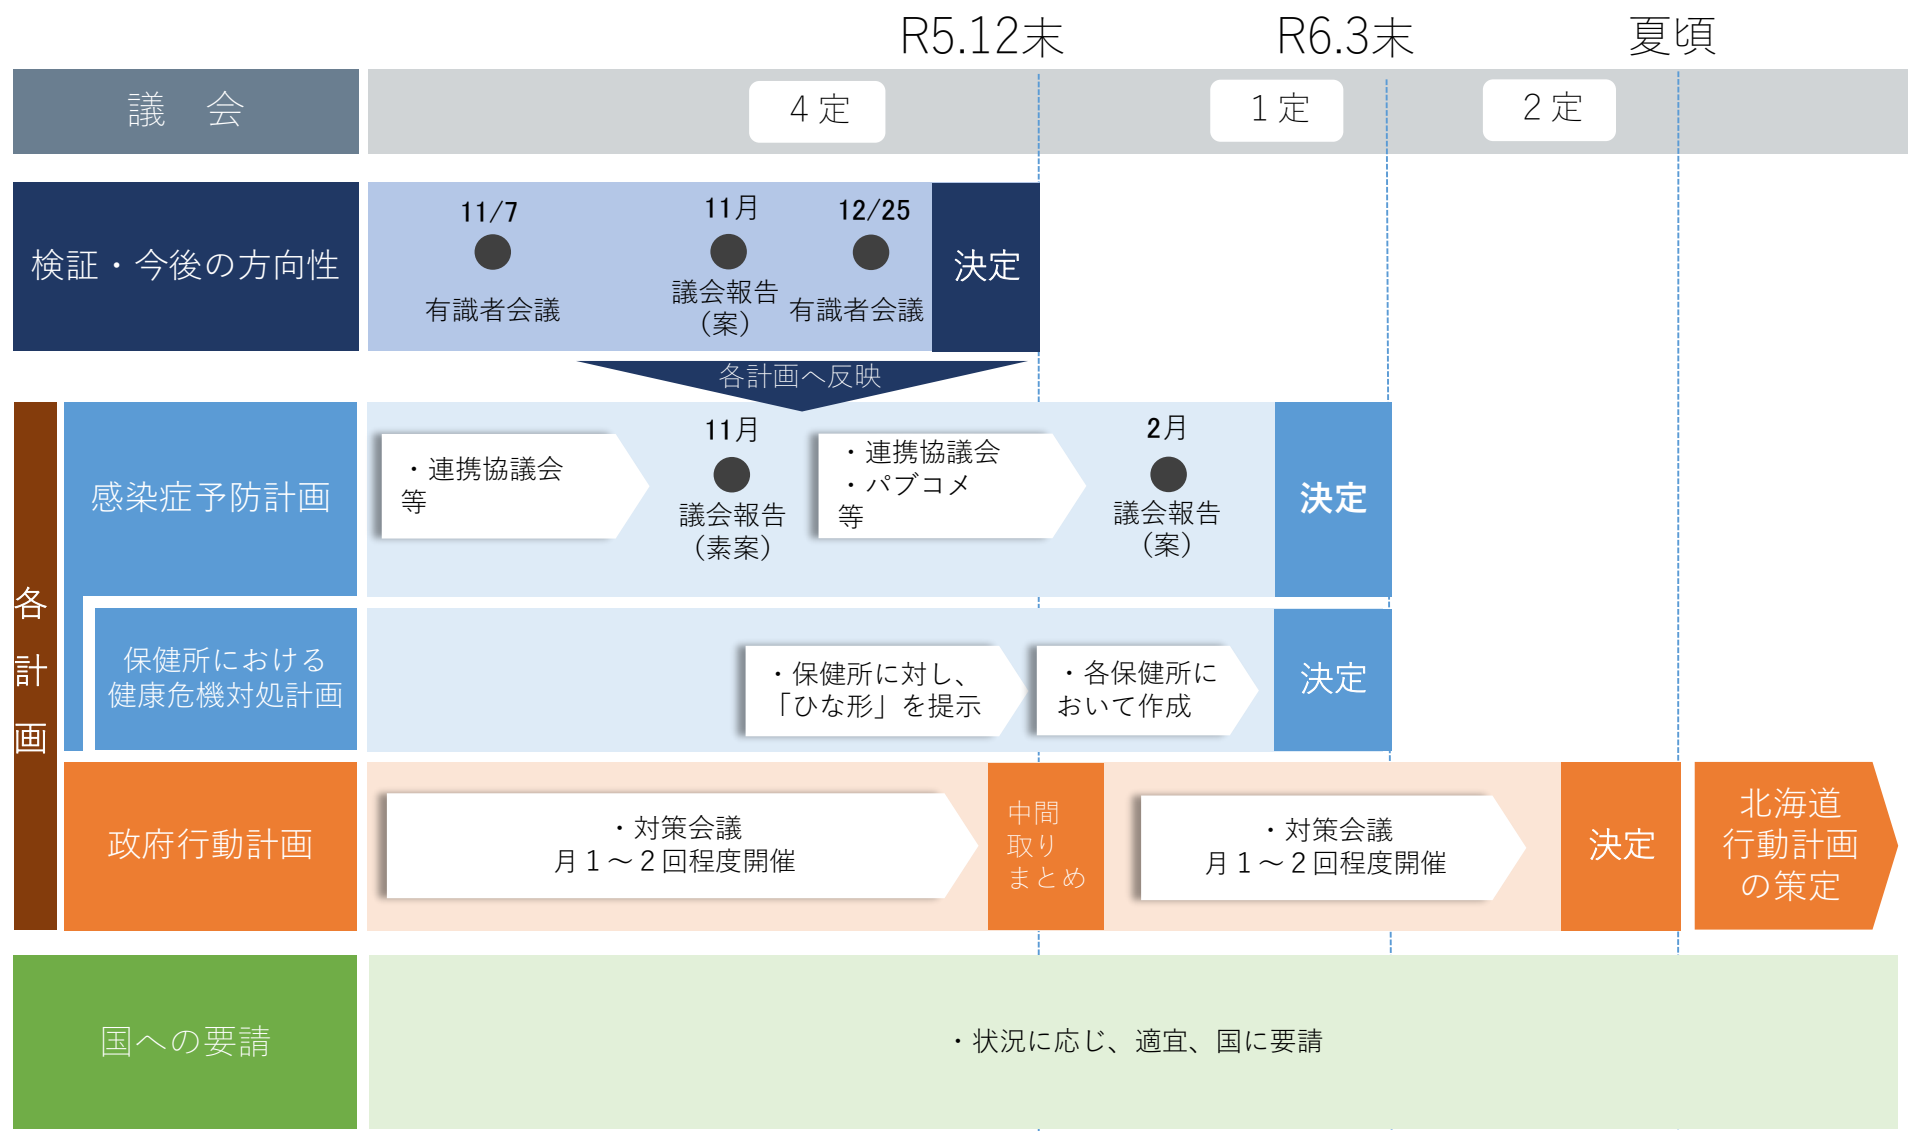 R5.12末
R6.3末
夏頃
議　会
4定
1定
2定
検証・今後の方向性
11/7
有識者会議
11月
議会報告
（案）
12/25
有識者会議
決定
各計画へ反映
各計画
感染症予防計画
・連携協議会
等
11月
議会報告
（素案）
・連携協議会
・パブコメ
等
2月
議会報告
（案）
決定
保健所における
健康危機対処計画
・保健所に対し、
「ひな形」を提示
・各保健所に
おいて作成
決定
政府行動計画
・対策会議
月１～２回程度開催
中間
取り
まとめ
・対策会議
月１～２回程度開催
決定
北海道
行動計画
の策定
国への要請
・状況に応じ、適宜、国に要請